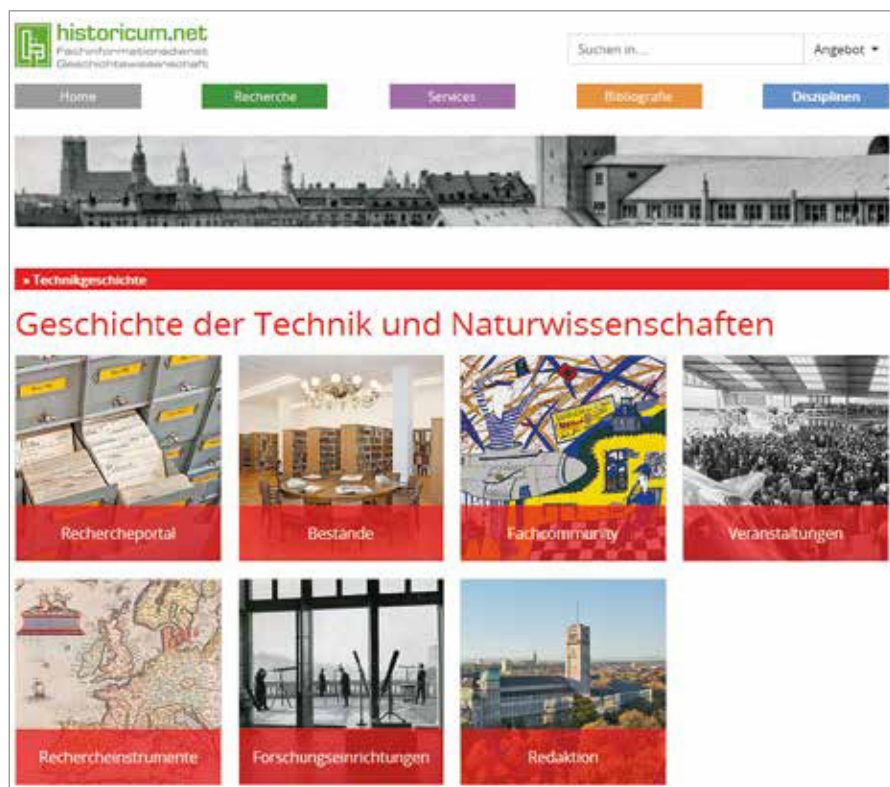 historicum.net
Fachinformationsdienst
Geschichtswissenschaft
Suchen in...
Angebot
Home
Recherche
Services
Bibliografie
Disziplinen
» Technikgeschichte
Geschichte der Technik und Naturwissenschaften
Rechercheportal
Bestände
Fachcommunity
Veranstaltungen
Rechercheinstrumente
Forschungseinrichtungen
Redaktion